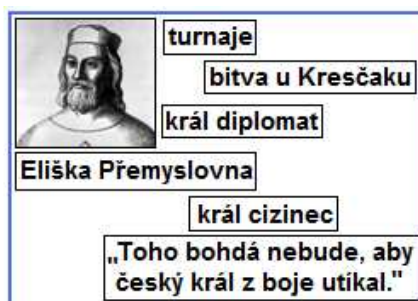 turnaje
bitva u Kresčaku
král diplomat
Eliška Přemyslovna
král cizinec
„Toho bohdá nebude, aby
český král z boje utíkal."